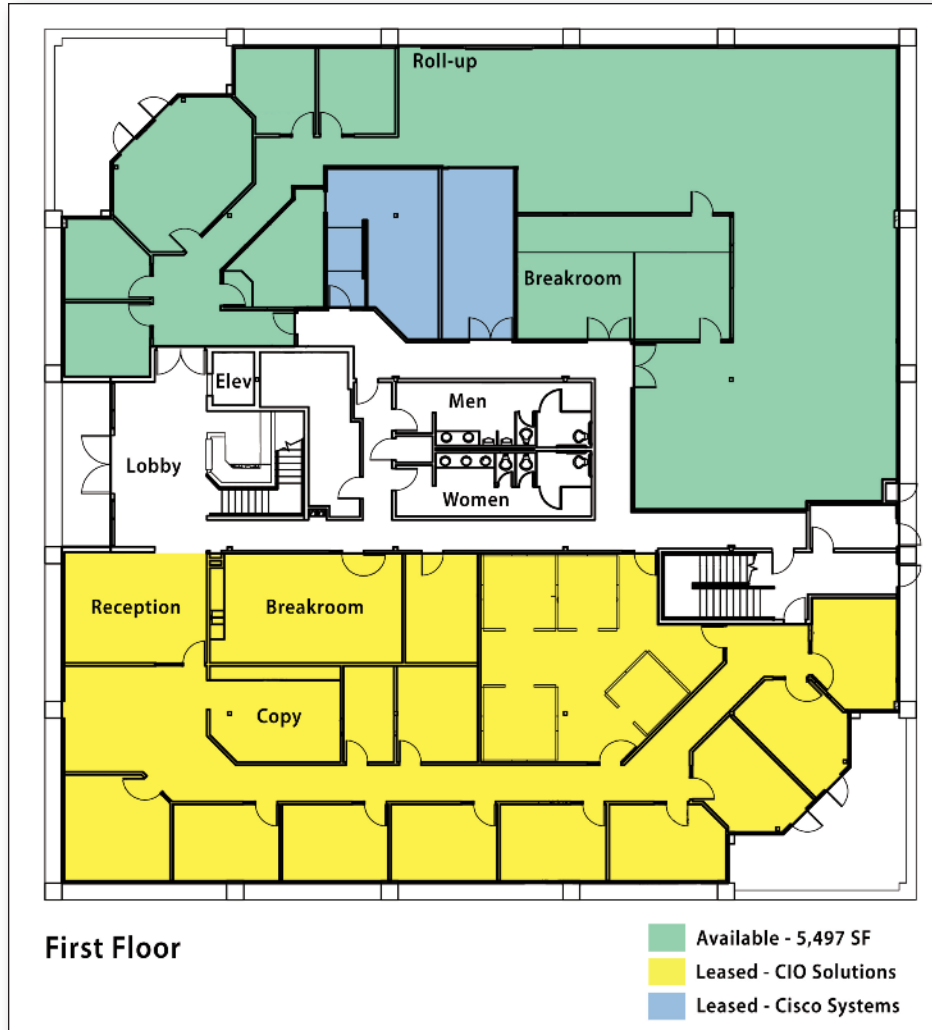 Roll-up
Breakroom
Elev
Men
Lobby
Women
Reception
Breakroom
Copy
First Floor
Available - 5,497 SF
Leased - CIO Solutions
Leased - Cisco Systems